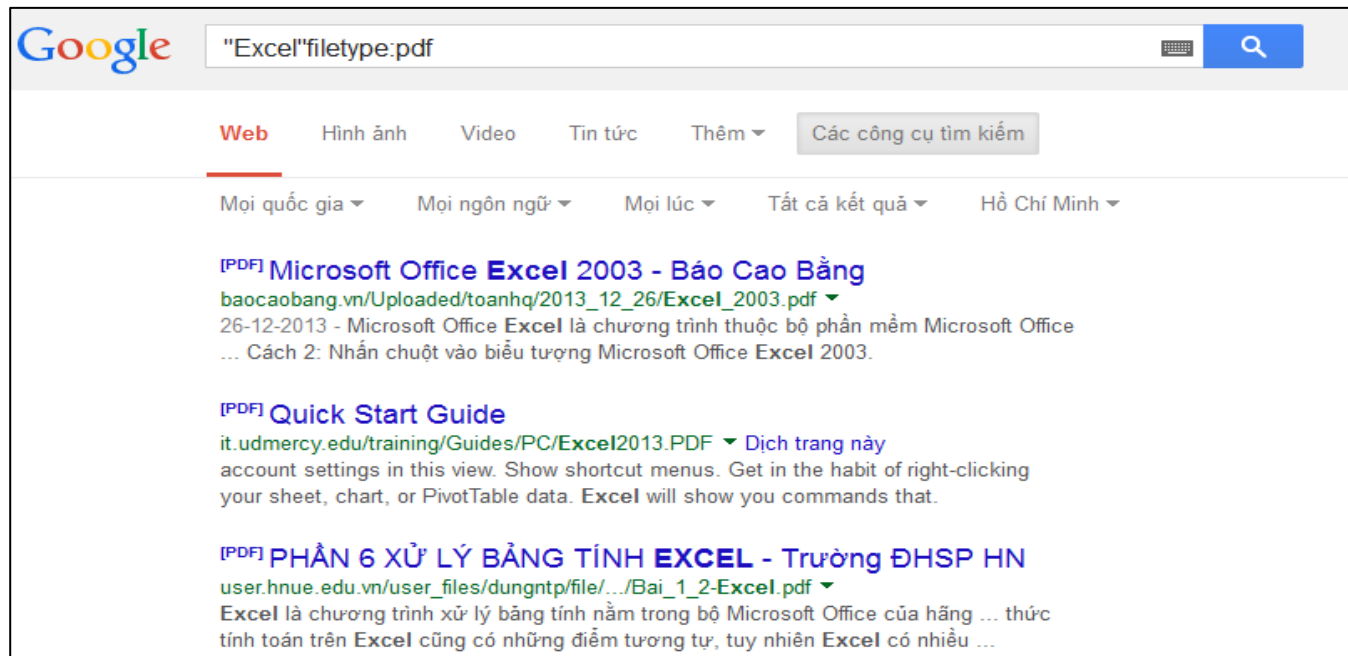 Google "Excel"filetype:pdf
Web Hình ảnh Video Tin tức Thêm Các công cụ tìm kiếm
Mọi quốc gia Mọi ngôn ngữ Mọi lúc Tất cả kết quả Hồ Chí Minh
[PDF] Microsoft Office Excel 2003 - Báo Cao Bằng
baocaobang.vn/Uploaded/toanhq/2013_12_26/Excel_2003.pdf
26-12-2013 - Microsoft Office Excel là chương trình thuộc bộ phần mềm Microsoft Office
... Cách 2: Nhấn chuột vào biểu tượng Microsoft Office Excel 2003.
[PDF] Quick Start Guide
it.udmercy.edu/training/Guides/PC/Excel2013.PDF Dịch trang này
account settings in this view. Show shortcut menus. Get in the habit of right-clicking
your sheet, chart, or PivotTable data. Excel will show you commands that.
[PDF] PHẦN 6 XỬ LÝ BẢNG TÍNH EXCEL - Trường ĐHSP HN
user.hnue.edu.vn/user_files/dungntp/file/.../Bai_1_2-Excel.pdf
Excel là chương trình xử lý bảng tính nằm trong bộ Microsoft Office của hãng ... thức
tính toán trên Excel cũng có những điểm tương tự, tuy nhiên Excel có nhiều ...